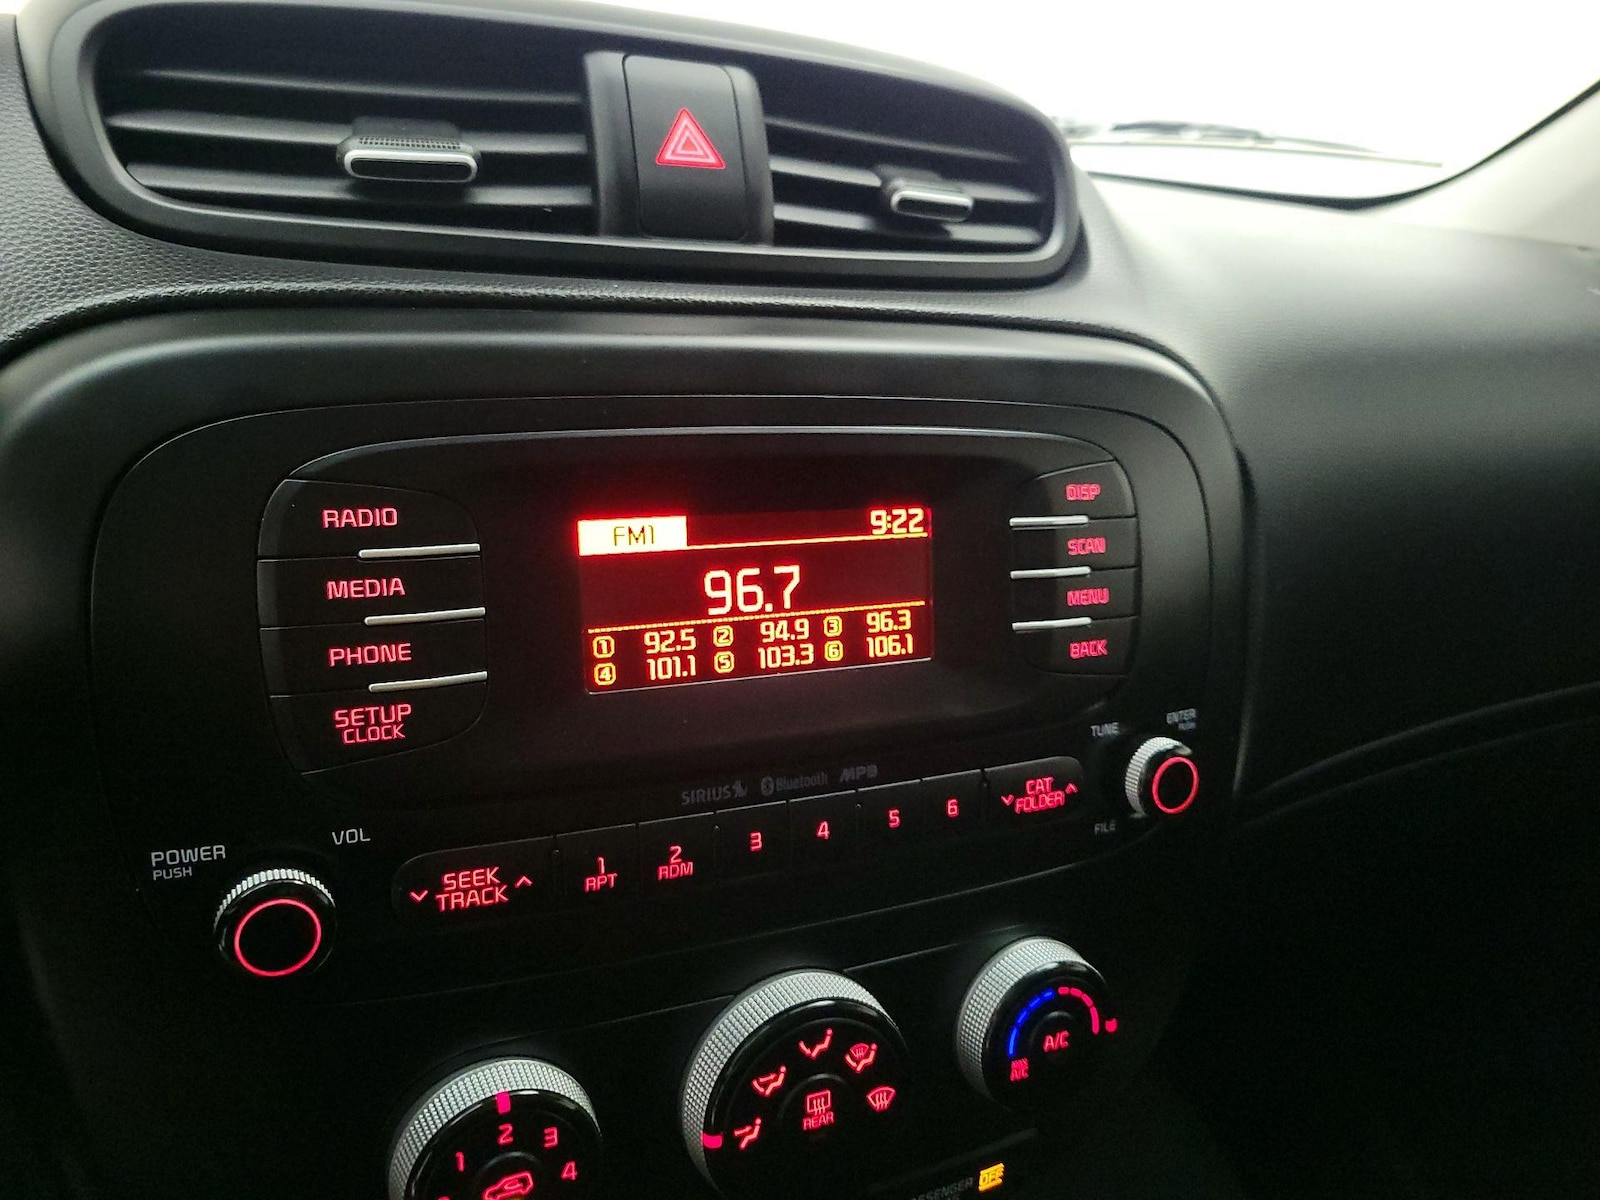 RADIO
MEDIA
PHONE
SETUP
CLOCK
FM1 9:22
96.7
1 92.5 2 94.9 3 96.3
4 101.1 5 103.3 6 106.1
DISP
SCAN
MENU
BACK
TUNE
ENTER
PUSH
FILE
SIRIUS Bluetooth MP3
POWER
PUSH
VOL
SEEK
TRACK
1
RPT
2
RDM
3
4
5
6
CAT
FOLDER
1 2 3 4
REAR
MAX
A/C
A/C
OFF